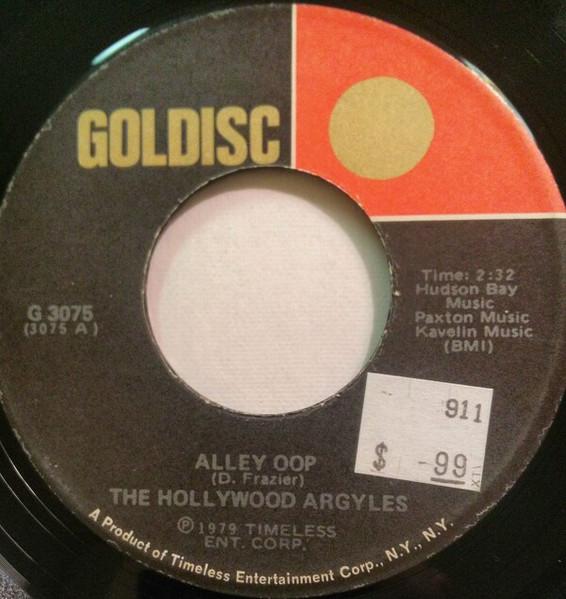 GOLDISC
Time: 2:32
Hudson Bay
Music
Paxton Music
Kavelin Music
(BMI)
G 3075
(3075 A)
911
$ -99
ALLEY OOP
(D. Frazier)
THE HOLLYWOOD ARGYLES
Ⓟ1979 TIMELESS
ENT. CORP.
A Product of Timeless Entertainment Corp., N.Y., N.Y.